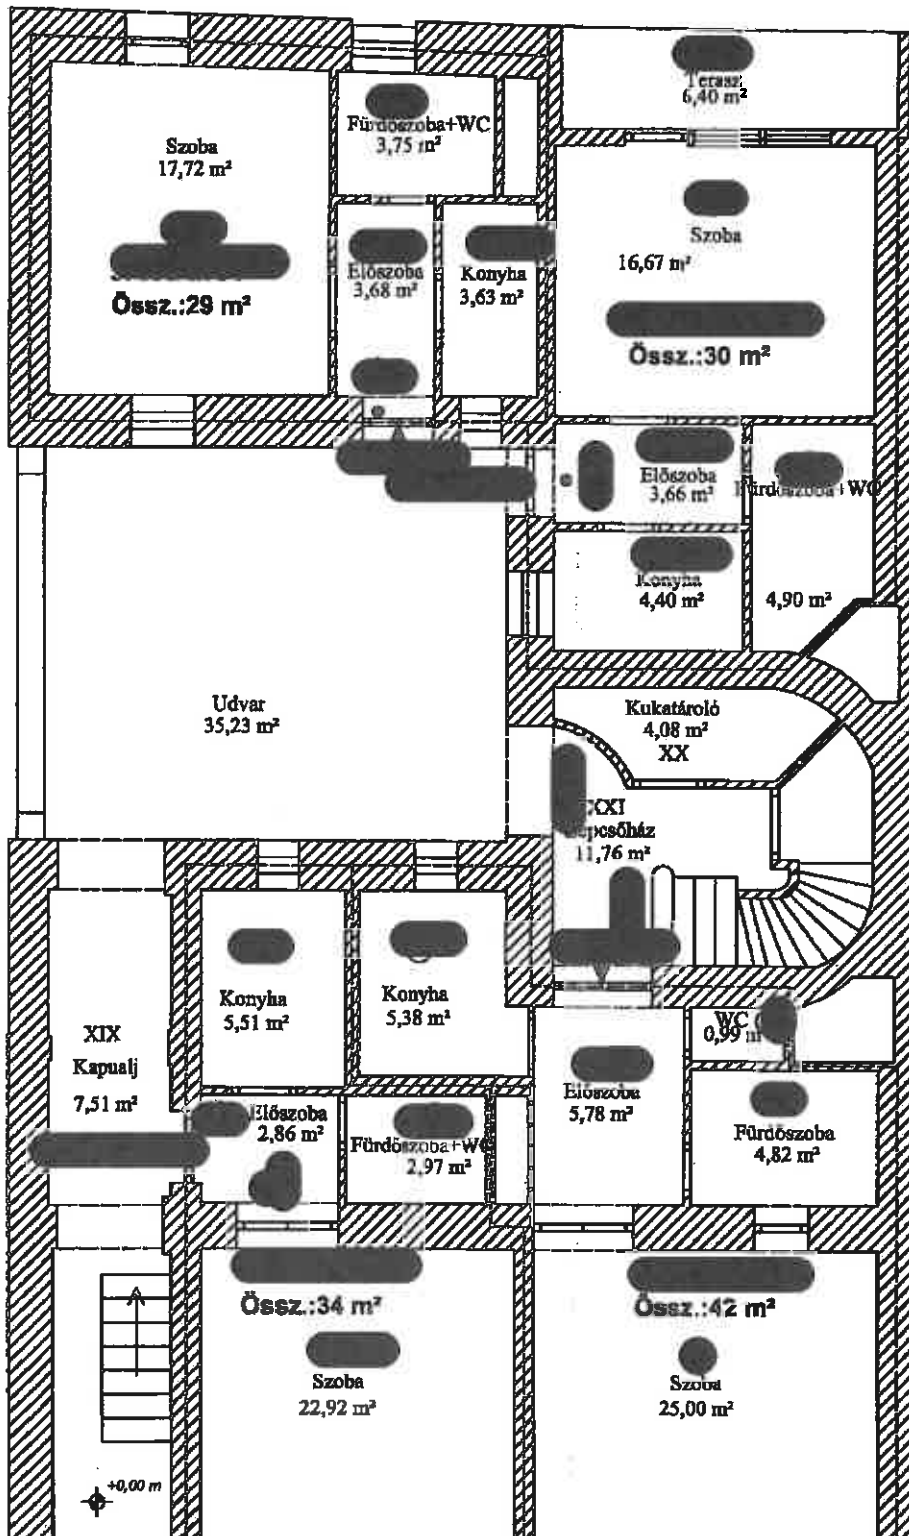 Terasz
6,40 m²
Fürdőszoba+WC
3,75 m²
Szoba
17,72 m²
Össz.:29 m²
Előszoba
3,68 m²
Konyha
3,63 m²
Szoba
16,67 m²
Össz.:30 m²
Előszoba
3,66 m²
Fürdőszoba+WC
4,90 m²
Konyha
4,40 m²
Udvar
35,23 m²
Kukatároló
4,08 m²
XX
XXI
11,76 m²
Konyha
5,51 m²
Konyha
5,38 m²
XIX
Kapualj
7,51 m²
WC
0,99 m²
Előszoba
5,78 m²
Előszoba
2,86 m²
Fürdőszoba+WC
2,97 m²
Fürdőszoba
4,82 m²
Össz.:34 m²
Szoba
22,92 m²
Össz.:42 m²
Szoba
25,00 m²
+0,00 m